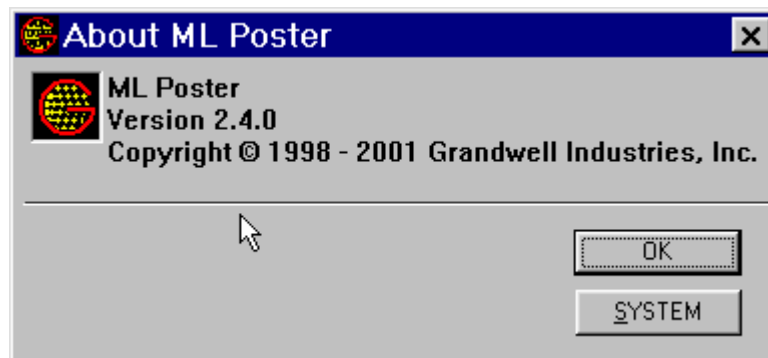 About ML Poster
ML Poster
Version 2.4.0
Copyright © 1998 - 2001 Grandwell Industries, Inc.
OK
SYSTEM